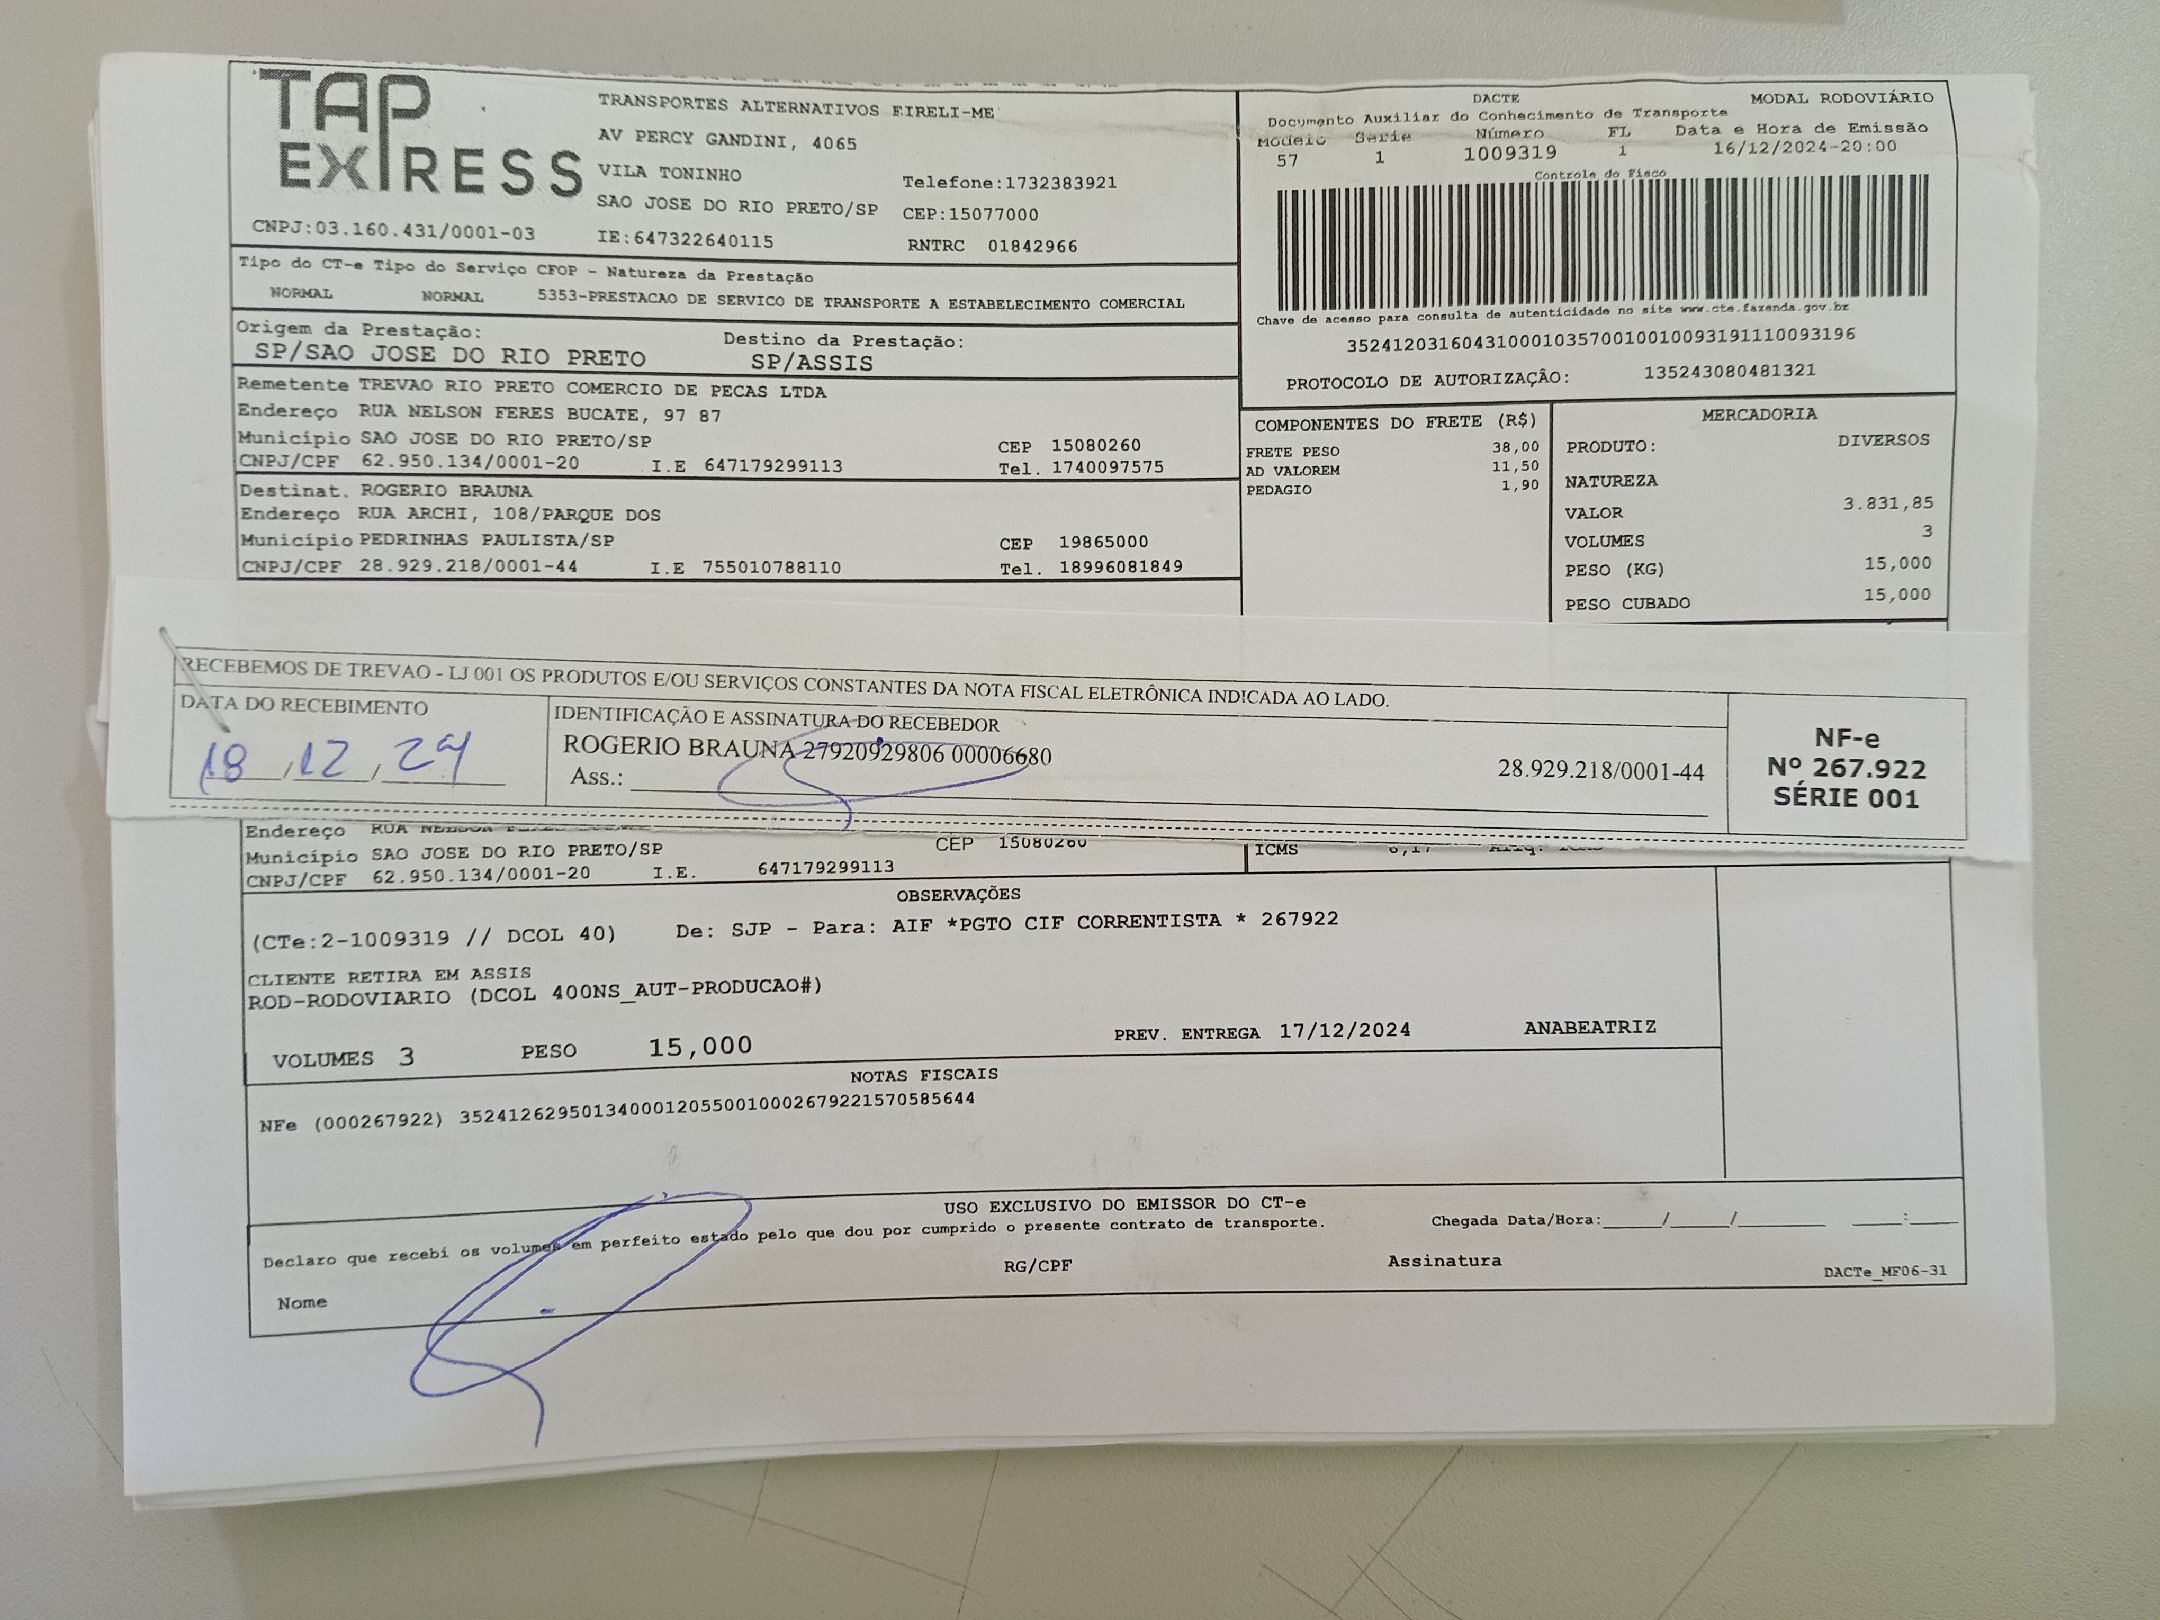 TAP EXPRESS
TRANSPORTES ALTERNATIVOS EIRELI-ME
AV PERCY GANDINI, 4065
VILA TONINHO
Telefone:1732383921
SAO JOSE DO RIO PRETO/SP CEP:15077000
CNPJ:03.160.431/0001-03 IE:647322640115 RNTRC 01842966
DACTE MODAL RODOVIÁRIO
Documento Auxiliar do Conhecimento de Transporte
Modelo Serie Número FL Data e Hora de Emissão
57 1 1009319 1 16/12/2024-20:00
Controle do Fisco
Chave de acesso para consulta de autenticidade no site www.cte.fazenda.gov.br
35241203160431000103570010010093191110093196
PROTOCOLO DE AUTORIZAÇÂO: 135243080481321
Tipo do CT-e Tipo do Serviço CFOP - Natureza da Prestação
NORMAL NORMAL 5353-PRESTACAO DE SERVICO DE TRANSPORTE A ESTABELECIMENTO COMERCIAL
Origem da Prestação: Destino da Prestação:
SP/SAO JOSE DO RIO PRETO SP/ASSIS
Remetente TREVAO RIO PRETO COMERCIO DE PECAS LTDA
Endereço RUA NELSON FERES BUCATE, 97 87
Município SAO JOSE DO RIO PRETO/SP CEP 15080260
CNPJ/CPF 62.950.134/0001-20 I.E 647179299113 Tel. 1740097575
Destinat. ROGERIO BRAUNA
Endereço RUA ARCHI, 108/PARQUE DOS
Município PEDRINHAS PAULISTA/SP CEP 19865000
CNPJ/CPF 28.929.218/0001-44 I.E 755010788110 Tel. 18996081849
COMPONENTES DO FRETE (R$)
FRETE PESO 38,00
AD VALOREM 11,50
PEDAGIO 1,90
MERCADORIA
PRODUTO: DIVERSOS
NATUREZA
VALOR 3.831,85
VOLUMES 3
PESO (KG) 15,000
PESO CUBADO 15,000
RECEBEMOS DE TREVAO - LJ 001 OS PRODUTOS E/OU SERVIÇOS CONSTANTES DA NOTA FISCAL ELETRÔNICA INDICADA AO LADO.
DATA DO RECEBIMENTO
18,12,24
IDENTIFICAÇÃO E ASSINATURA DO RECEBEDOR
ROGERIO BRAUNA 27920929806 00006680
Ass.: 28.929.218/0001-44
NF-e
Nº 267.922
SÉRIE 001
Endereço RUA NELSON
Município SAO JOSE DO RIO PRETO/SP CEP 15080260
CNPJ/CPF 62.950.134/0001-20 I.E. 647179299113
ICMS
OBSERVAÇÕES
(CTe:2-1009319 // DCOL 40) De: SJP - Para: AIF *PGTO CIF CORRENTISTA * 267922
CLIENTE RETIRA EM ASSIS
ROD-RODOVIARIO (DCOL 400NS_AUT-PRODUCAO#)
VOLUMES 3 PESO 15,000 PREV. ENTREGA 17/12/2024 ANABEATRIZ
NOTAS FISCAIS
NFe (000267922) 35241262950134000120550010002679221570585644
USO EXCLUSIVO DO EMISSOR DO CT-e
Declaro que recebi os volumes em perfeito estado pelo que dou por cumprido o presente contrato de transporte. Chegada Data/Hora:____/____/______ ___:___
Nome RG/CPF Assinatura
DACTe_MF06-31